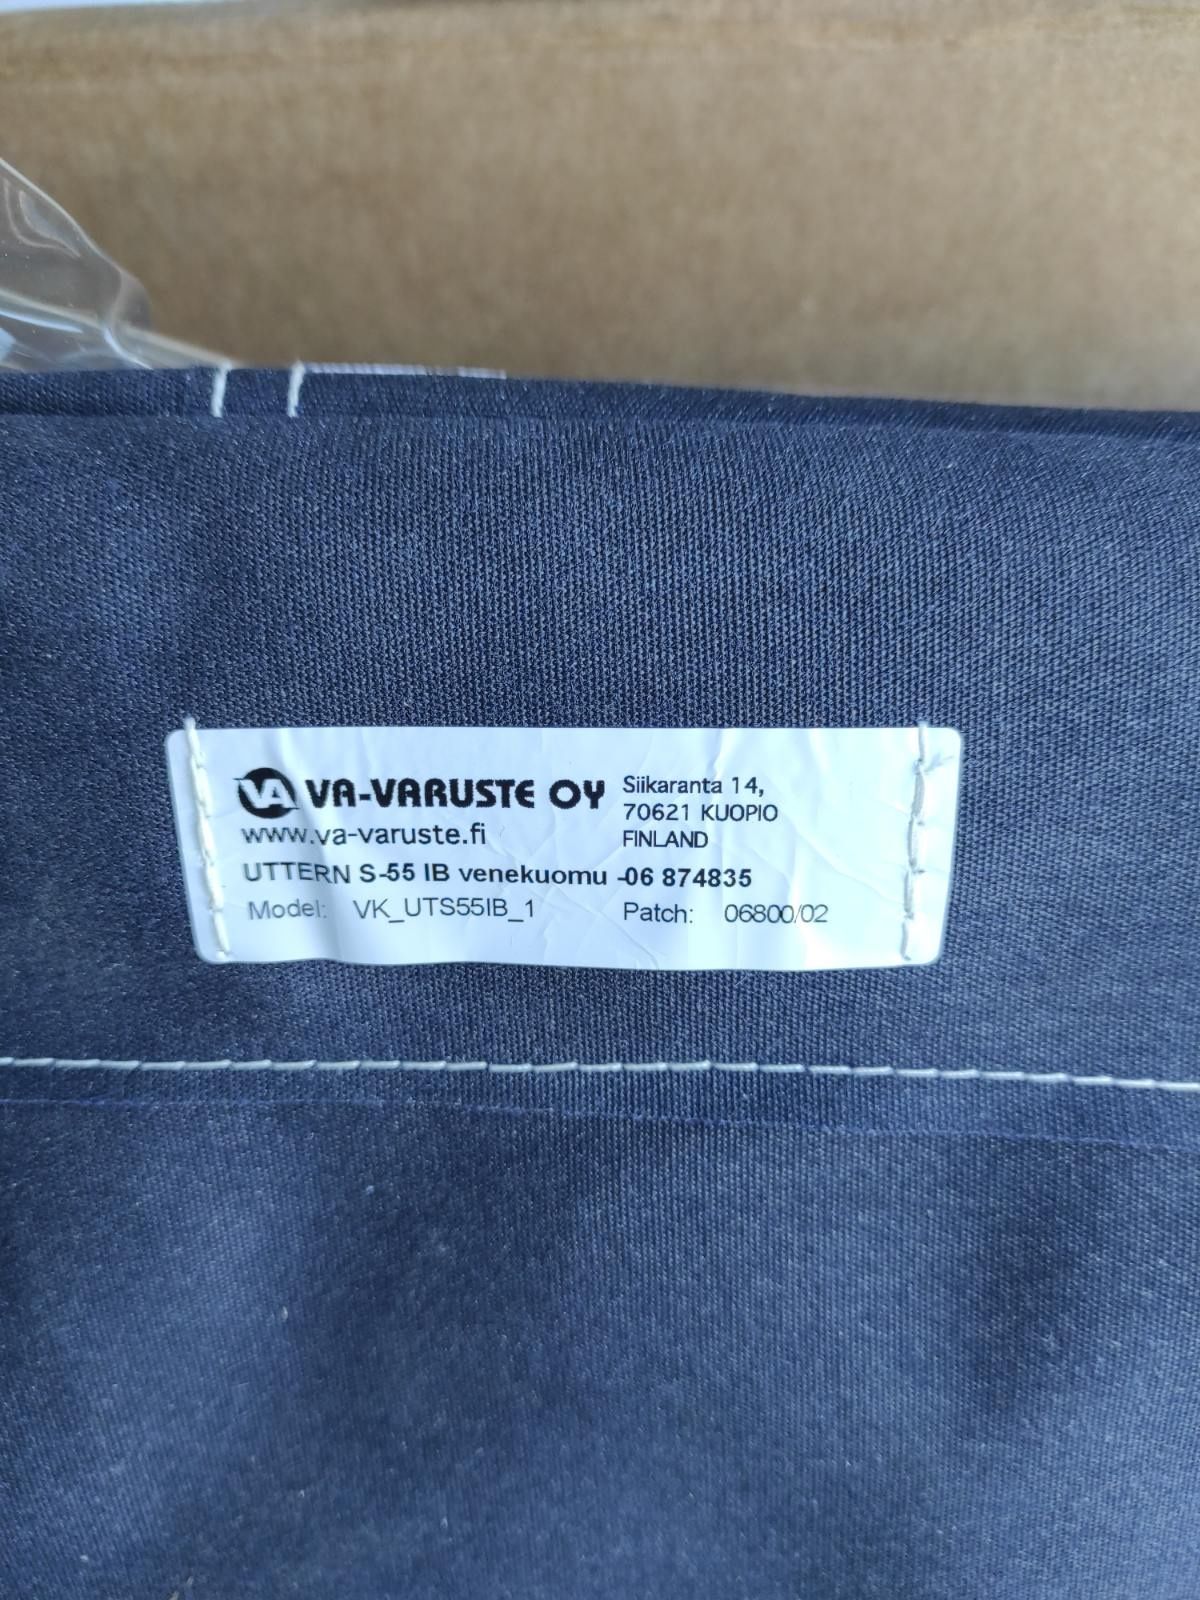 VA VA-VARUSTE OY
www.va-varuste.fi
Siikaranta 14,
70621 KUOPIO
FINLAND
UTTERN S-55 IB venekuomu -06 874835
Model: VK_UTS55IB_1 Patch: 06800/02